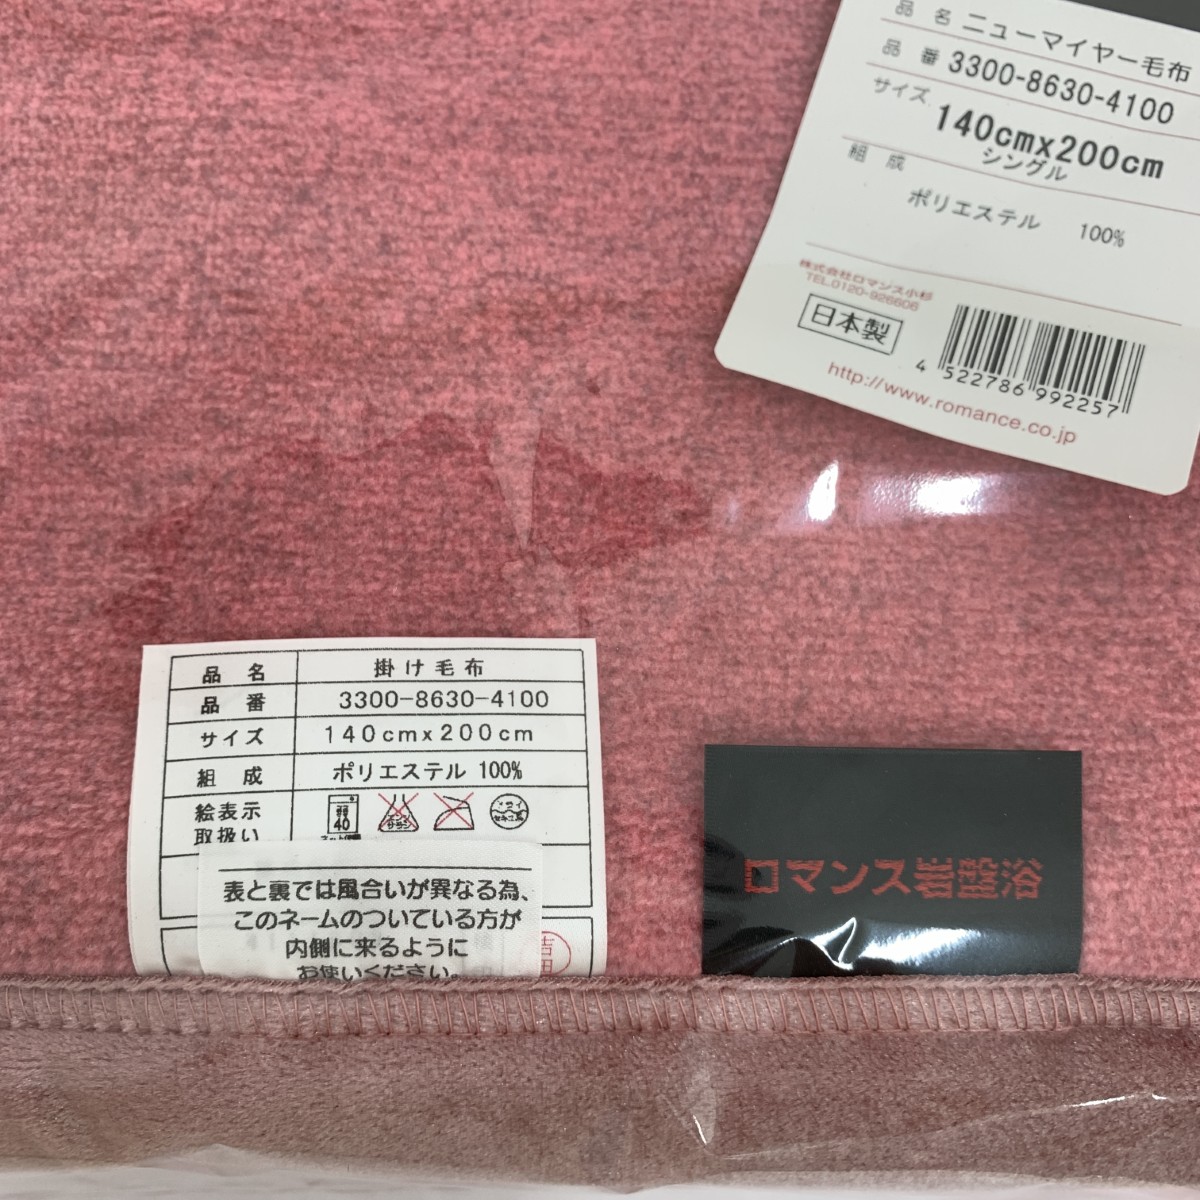 品名 ニューマイヤー毛布
品番 3300-8630-4100
サイズ 140cmx200cm
シングル
組成
ポリエステル 100%
株式会社ロマンス小杉
TEL.0120-926606
日本製
4 522786 992257
http://www.romance.co.jp
品名 掛け毛布
品番 3300-8630-4100
サイズ 140cmx200cm
組成 ポリエステル 100%
絵表示
取扱い
40
表と裏では風合いが異なる為、
このネームのついている方が
内側に来るように
お使いください。
ロマンス岩盤浴